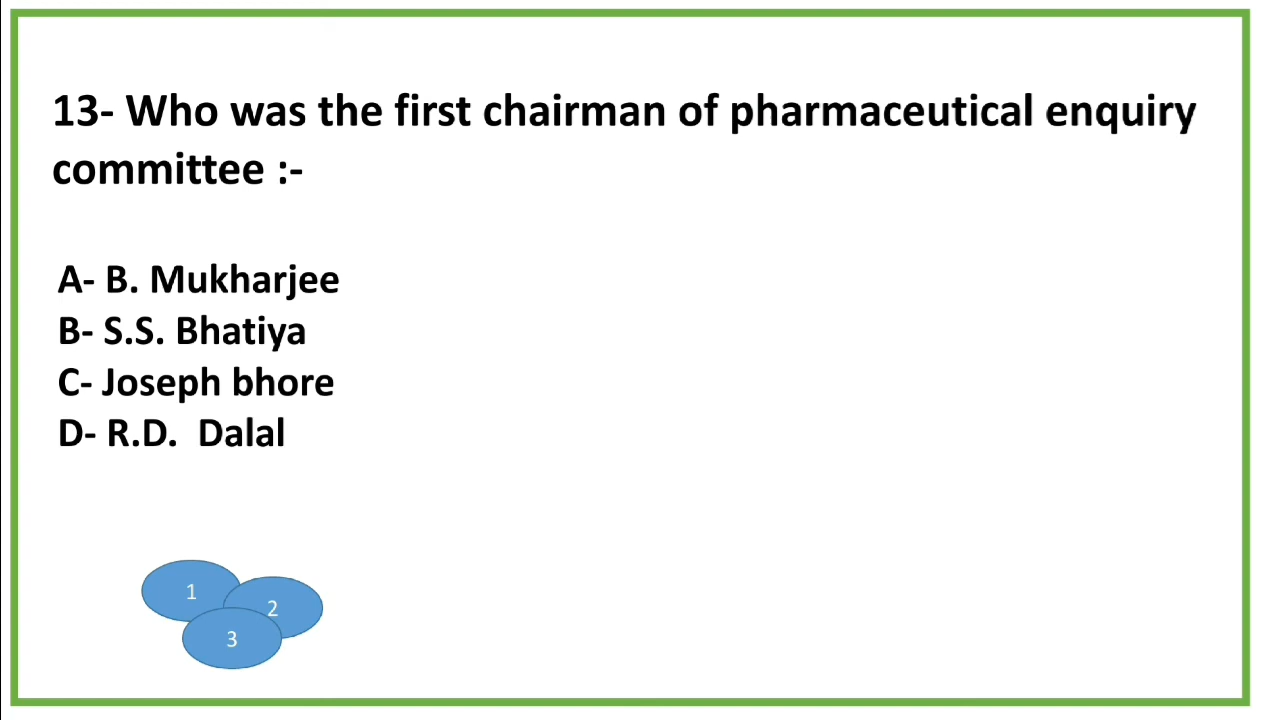 13- Who was the first chairman of pharmaceutical enquiry
committee :-
A- B. Mukharjee
B- S.S. Bhatiya
C- Joseph bhore
D- R.D.  Dalal
1
2
3